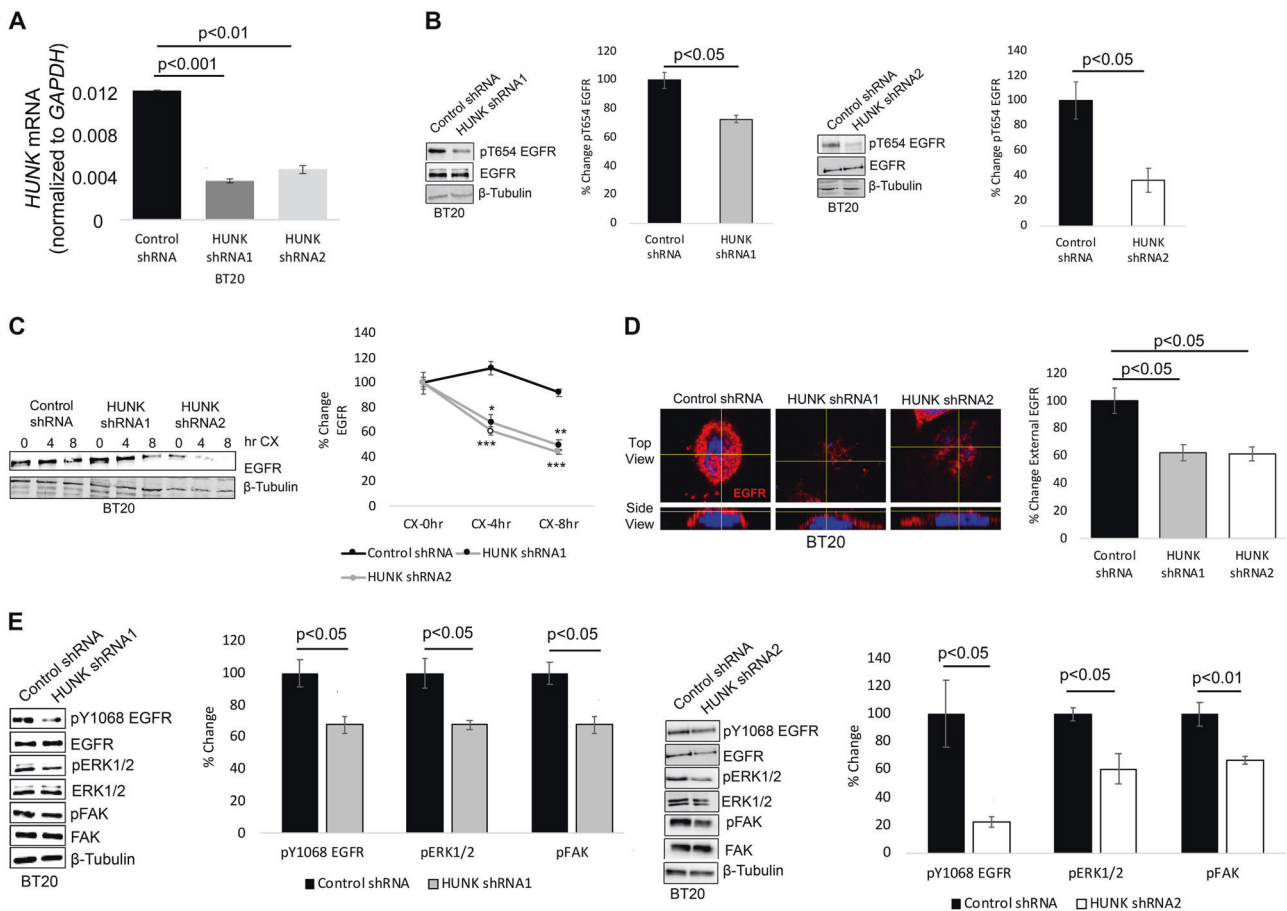 A
HUNK mRNA
(normalized to GAPDH)
0.012
0.008
0.004
0
p<0.01
p<0.001
Control
shRNA
HUNK
shRNA1
HUNK
shRNA2
BT20
B
Control shRNA
HUNK shRNA1
pT654 EGFR
EGFR
β-Tubulin
BT20
% Change pT654 EGFR
120
100
80
60
40
20
0
p<0.05
Control
shRNA
HUNK
shRNA1
Control shRNA
HUNK shRNA2
pT654 EGFR
EGFR
β-Tubulin
BT20
% Change pT654 EGFR
140
120
100
80
60
40
20
0
p<0.05
Control
shRNA
HUNK
shRNA2
C
Control
shRNA
HUNK
shRNA1
HUNK
shRNA2
0 4 8 0 4 8 0 4 8 hr CX
EGFR
β-Tubulin
BT20
% Change
EGFR
140
120
100
80
60
40
20
0
*
***
**
***
CX-0hr CX-4hr CX-8hr
Control shRNA HUNK shRNA1
HUNK shRNA2
D
Control shRNA HUNK shRNA1 HUNK shRNA2
Top
View
EGFR
Side
View
BT20
% Change External EGFR
120
100
80
60
40
20
0
p<0.05
p<0.05
Control
shRNA
HUNK
shRNA1
HUNK
shRNA2
E
Control shRNA
HUNK shRNA1
pY1068 EGFR
EGFR
pERK1/2
ERK1/2
pFAK
FAK
β-Tubulin
BT20
% Change
120
100
80
60
40
20
0
p<0.05 p<0.05 p<0.05
pY1068 EGFR pERK1/2 pFAK
Control shRNA HUNK shRNA1
Control shRNA
HUNK shRNA2
pY1068 EGFR
EGFR
pERK1/2
ERK1/2
pFAK
FAK
β-Tubulin
BT20
% Change
140
120
100
80
60
40
20
0
p<0.05 p<0.05 p<0.01
pY1068 EGFR pERK1/2 pFAK
Control shRNA HUNK shRNA2